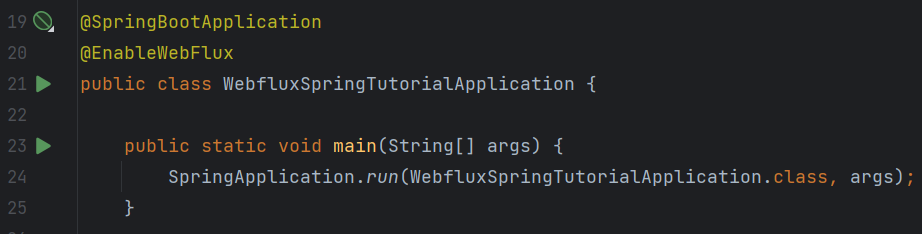 19 @SpringBootApplication
20 @EnableWebFlux
21 public class WebfluxSpringTutorialApplication {
22
23 public static void main(String[] args) {
24 SpringApplication.run(WebfluxSpringTutorialApplication.class, args);
25 }